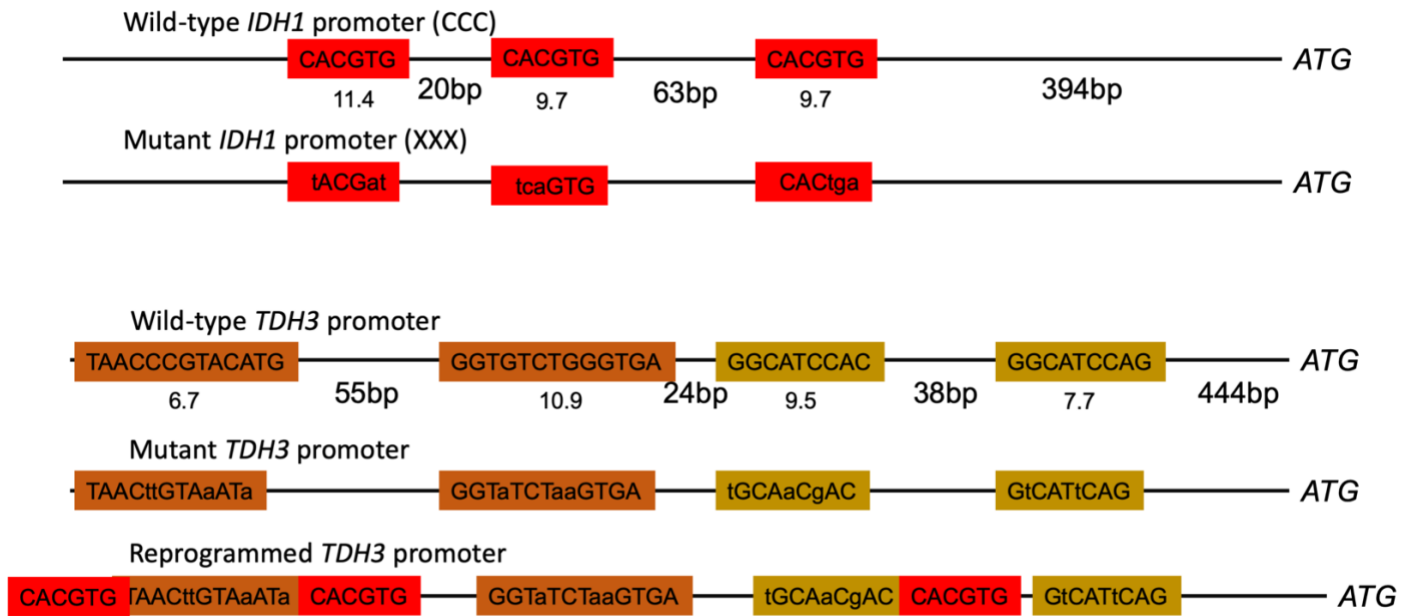 Wild-type IDH1 promoter (CCC)
CACGTG CACGTG CACGTG ATG
11.4 20bp 9.7 63bp 9.7 394bp
Mutant IDH1 promoter (XXX)
tACGat tcaGTG CACtga ATG
Wild-type TDH3 promoter
TAACCCGTACATG GGTGTCTGGGTGA GGCATCCAC GGCATCCAG ATG
6.7 55bp 10.9 24bp 9.5 38bp 7.7 444bp
Mutant TDH3 promoter
TAACttGTAaATa GGTaTCTaaGTGA tGCAaCgAC GtCATtCAG ATG
Reprogrammed TDH3 promoter
CACGTG TAACttGTAaATa CACGTG GGTaTCTaaGTGA tGCAaCgAC CACGTG GtCATtCAG ATG